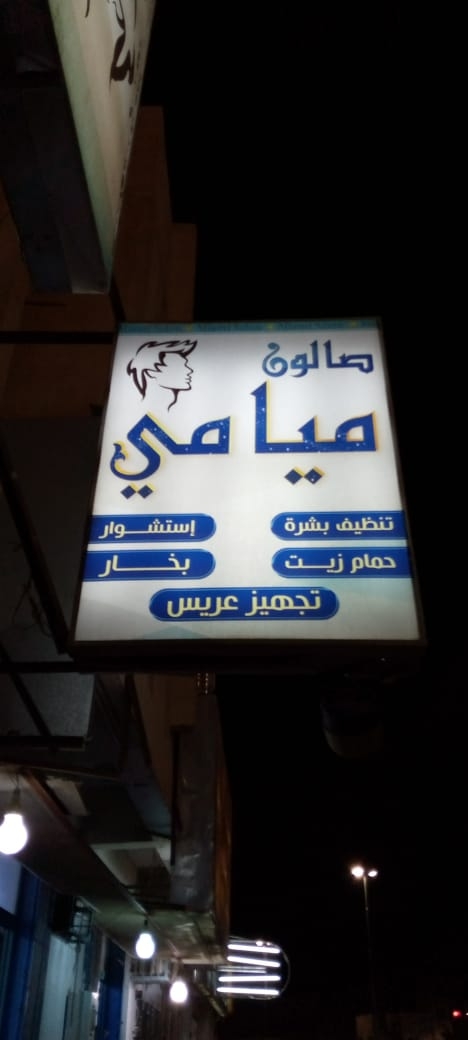 صالون
ميامي
تنظيف بشرة
إستشوار
حمام زيت
بخار
تجهيز عريس